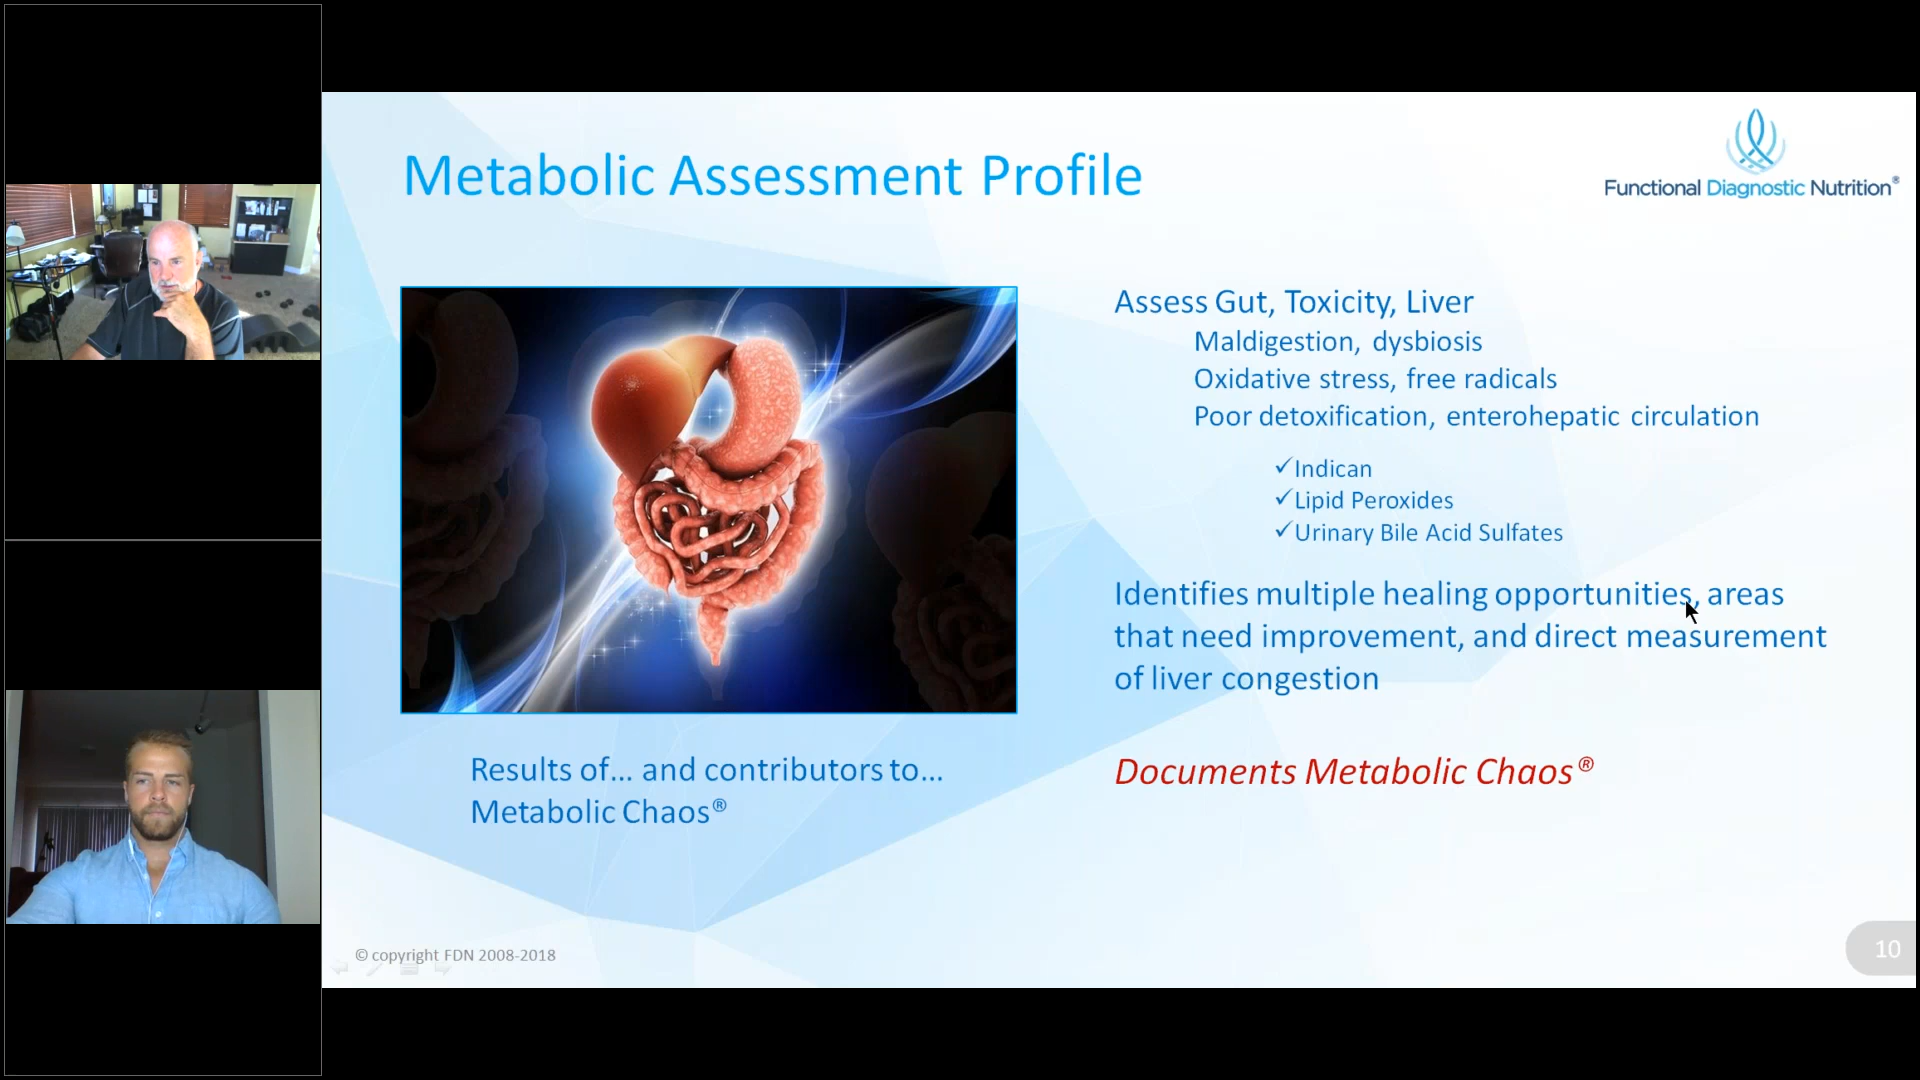 Metabolic Assessment Profile
Functional Diagnostic Nutrition®
Assess Gut, Toxicity, Liver
Maldigestion, dysbiosis
Oxidative stress, free radicals
Poor detoxification, enterohepatic circulation
✓Indican
✓Lipid Peroxides
✓Urinary Bile Acid Sulfates
Identifies multiple healing opportunities, areas
that need improvement, and direct measurement
of liver congestion
Documents Metabolic Chaos®
Results of... and contributors to...
Metabolic Chaos®
© copyright FDN 2008-2018
10